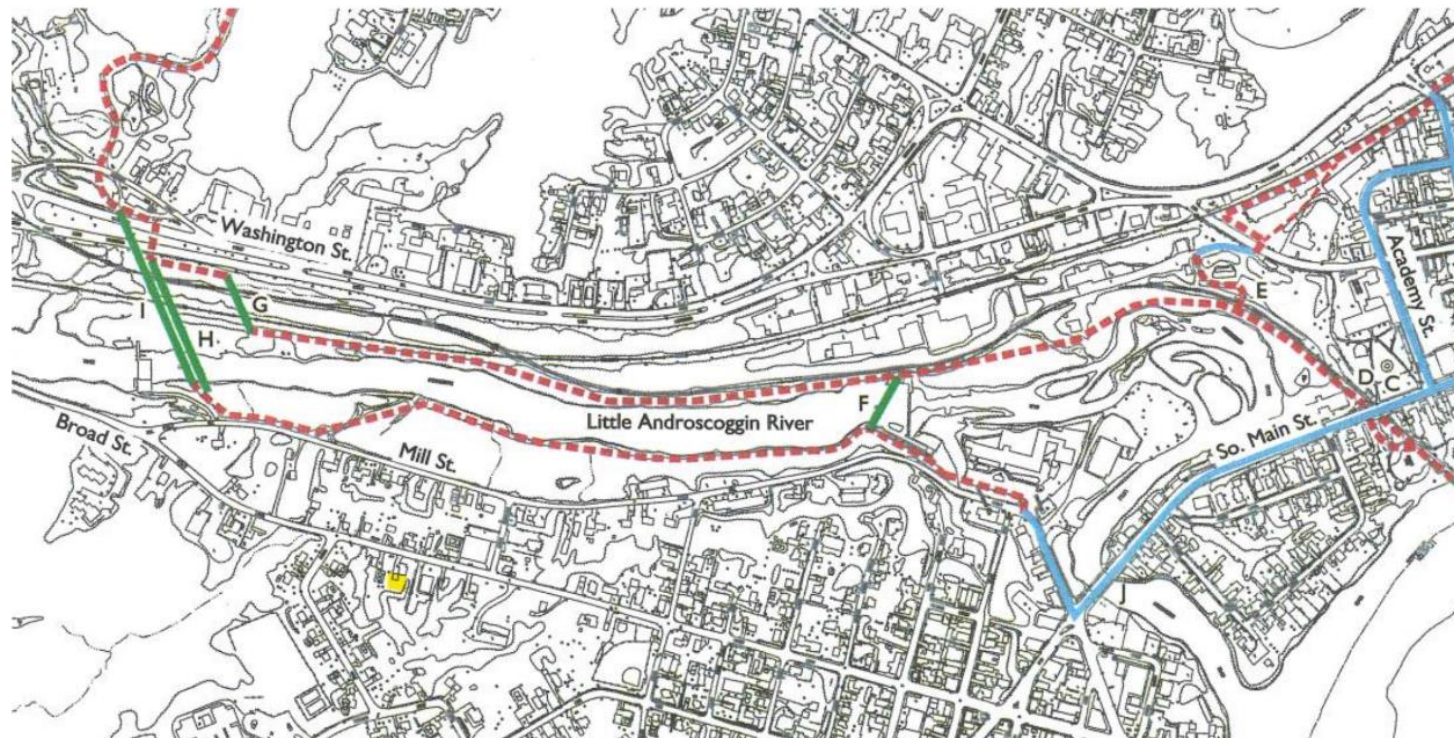 Washington St.
G
I
H
E
Academy St.
D
C
F
Little Androscoggin River
So. Main St.
Broad St.
Mill St.
J